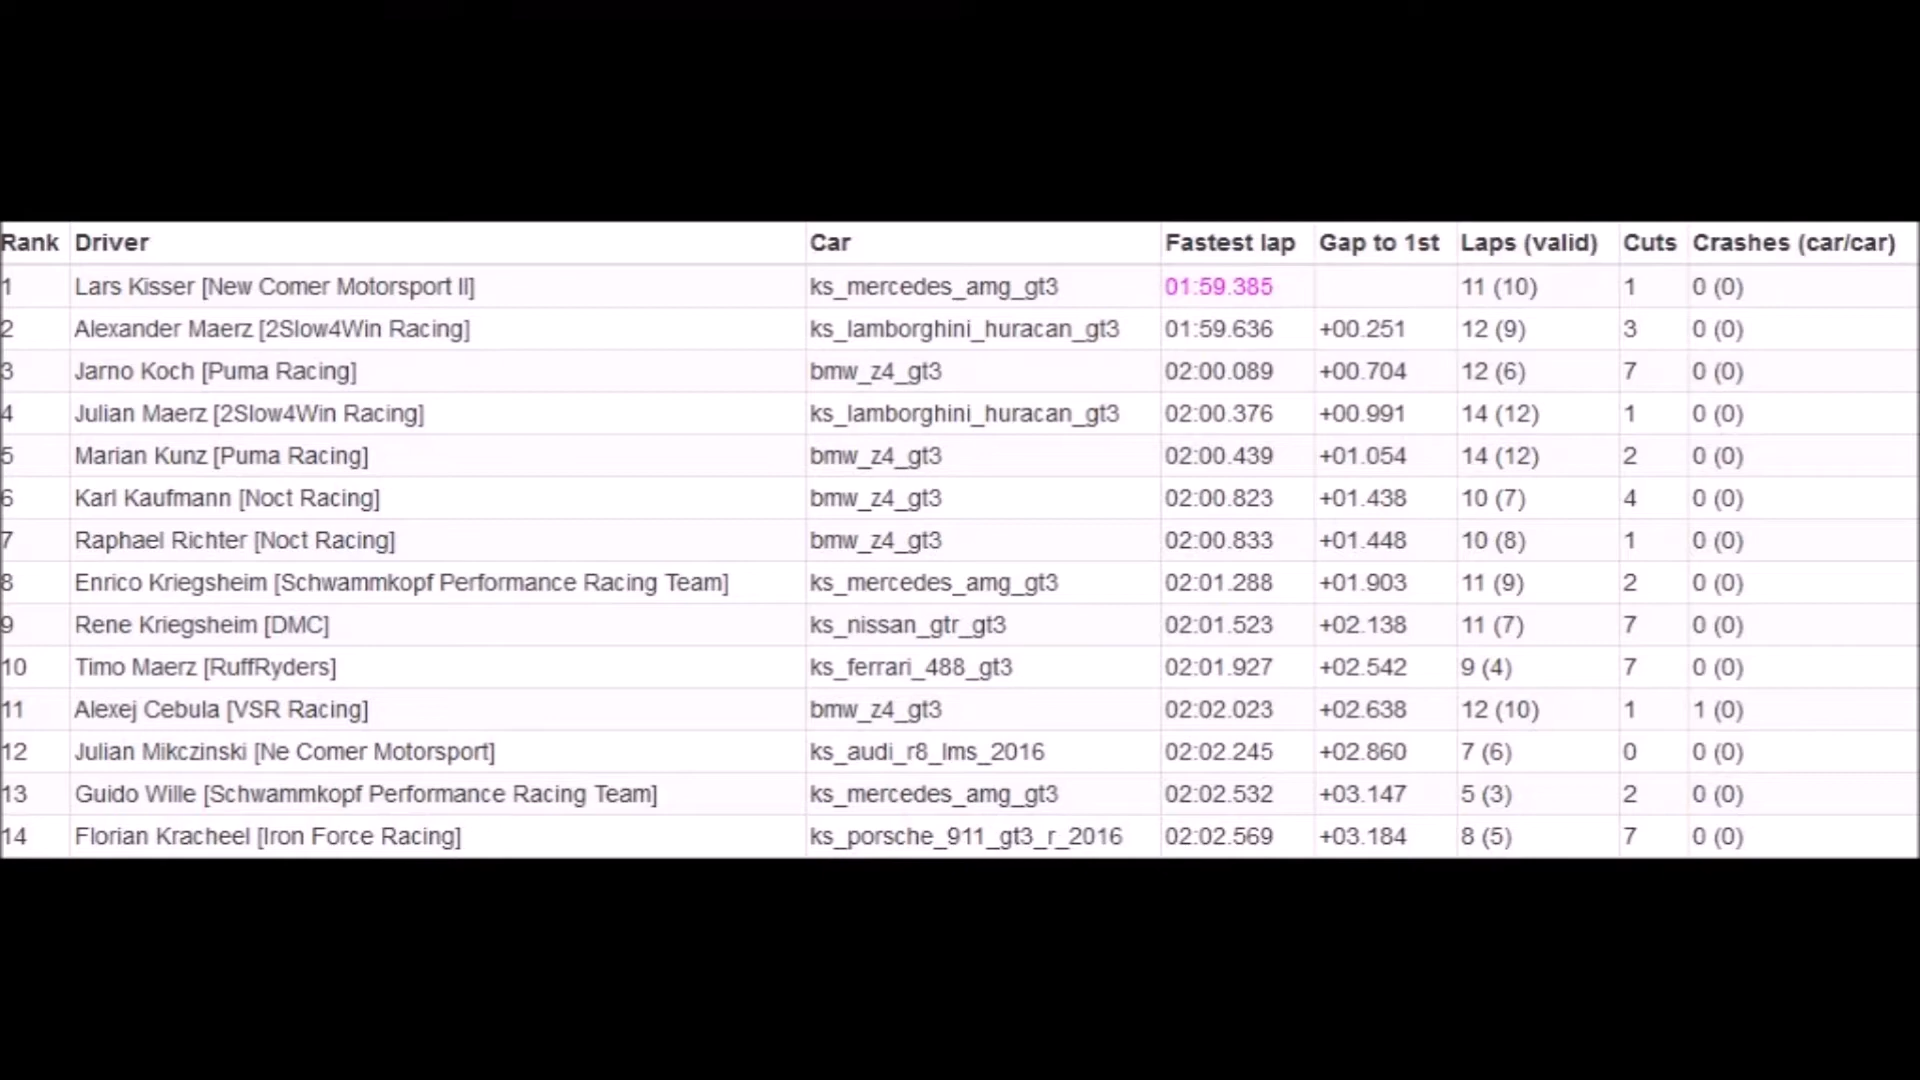 Rank Driver Car Fastest lap Gap to 1st Laps (valid) Cuts Crashes (car/car)
1 Lars Kisser [New Comer Motorsport II] ks_mercedes_amg_gt3 01:59.385 11 (10) 1 0 (0)
2 Alexander Maerz [2Slow4Win Racing] ks_lamborghini_huracan_gt3 01:59.636 +00.251 12 (9) 3 0 (0)
3 Jarno Koch [Puma Racing] bmw_z4_gt3 02:00.089 +00.704 12 (6) 7 0 (0)
4 Julian Maerz [2Slow4Win Racing] ks_lamborghini_huracan_gt3 02:00.376 +00.991 14 (12) 1 0 (0)
5 Marian Kunz [Puma Racing] bmw_z4_gt3 02:00.439 +01.054 14 (12) 2 0 (0)
6 Karl Kaufmann [Noct Racing] bmw_z4_gt3 02:00.823 +01.438 10 (7) 4 0 (0)
7 Raphael Richter [Noct Racing] bmw_z4_gt3 02:00.833 +01.448 10 (8) 1 0 (0)
8 Enrico Kriegsheim [Schwammkopf Performance Racing Team] ks_mercedes_amg_gt3 02:01.288 +01.903 11 (9) 2 0 (0)
9 Rene Kriegsheim [DMC] ks_nissan_gtr_gt3 02:01.523 +02.138 11 (7) 7 0 (0)
10 Timo Maerz [RuffRyders] ks_ferrari_488_gt3 02:01.927 +02.542 9 (4) 7 0 (0)
11 Alexej Cebula [VSR Racing] bmw_z4_gt3 02:02.023 +02.638 12 (10) 1 1 (0)
12 Julian Mikczinski [Ne Comer Motorsport] ks_audi_r8_lms_2016 02:02.245 +02.860 7 (6) 0 0 (0)
13 Guido Wille [Schwammkopf Performance Racing Team] ks_mercedes_amg_gt3 02:02.532 +03.147 5 (3) 2 0 (0)
14 Florian Kracheel [Iron Force Racing] ks_porsche_911_gt3_r_2016 02:02.569 +03.184 8 (5) 7 0 (0)